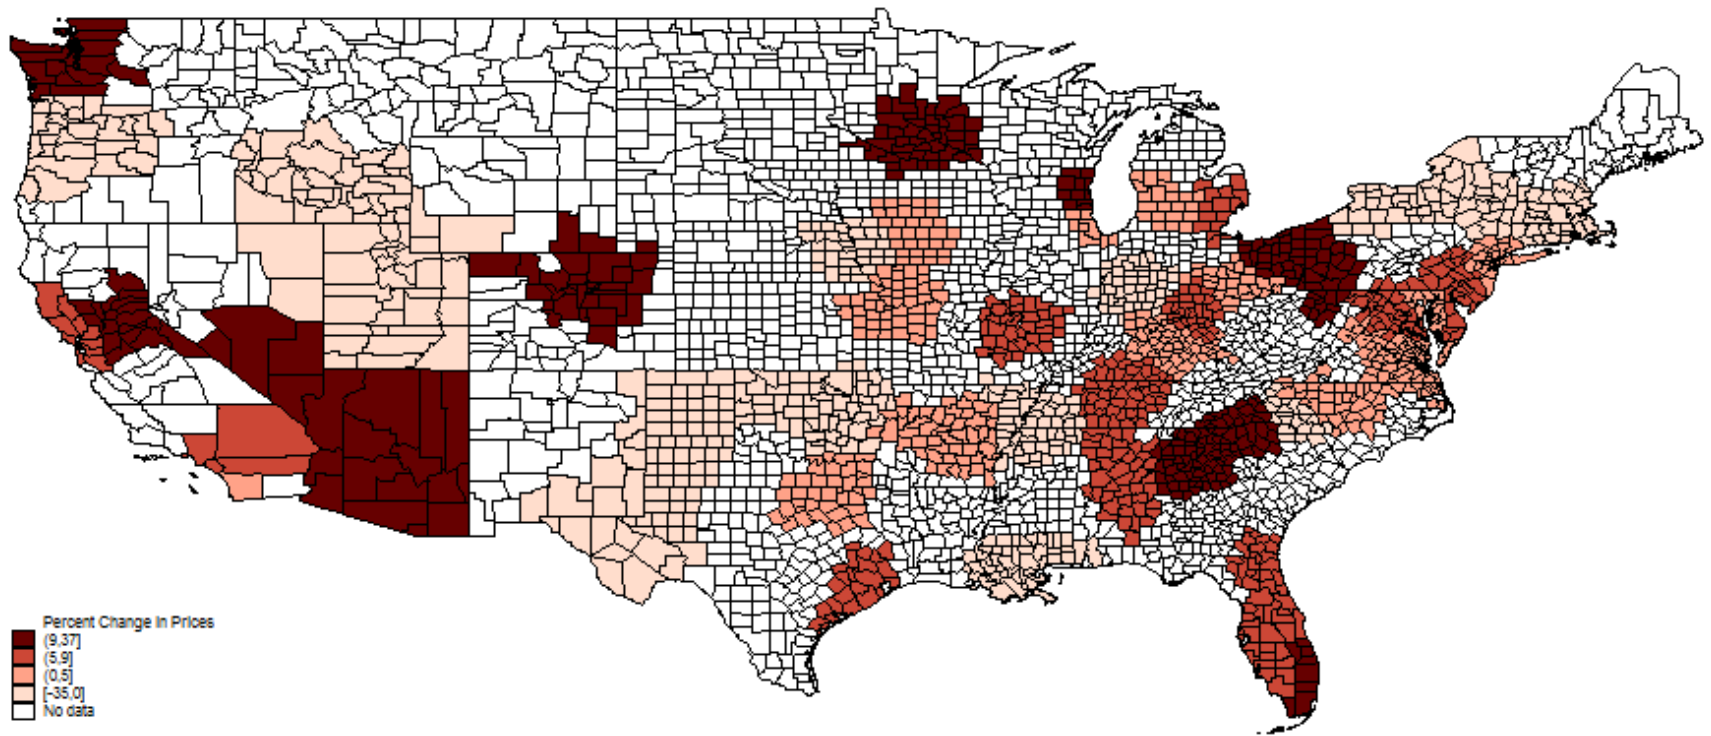 Percent Change in Prices
(9,37]
(5,9]
(0,5]
[-35,0]
No data